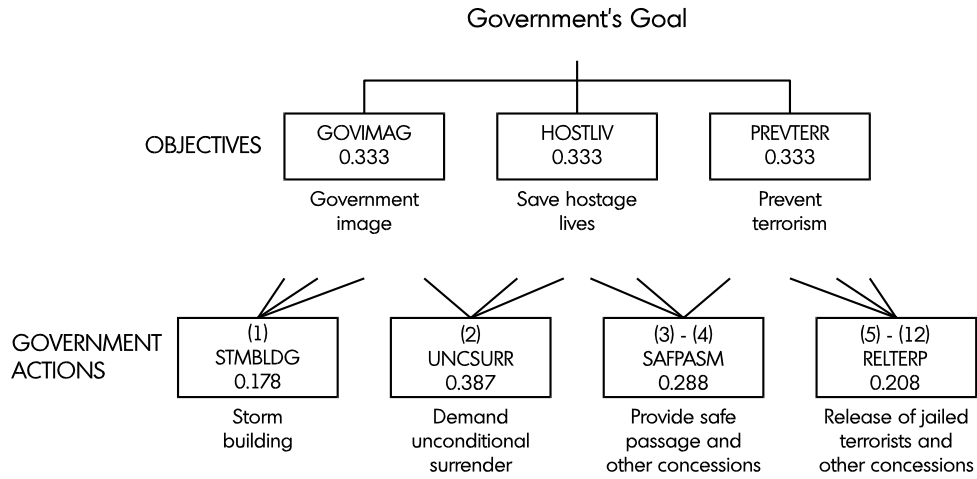 Government's Goal
OBJECTIVES
GOVIMAG
0.333
HOSTLIV
0.333
PREVTERR
0.333
Government
image
Save hostage
lives
Prevent
terrorism
GOVERNMENT
ACTIONS
(1)
STMBLDG
0.178
(2)
UNCSURR
0.387
(3) - (4)
SAFPASM
0.288
(5) - (12)
RELTERP
0.208
Storm
building
Demand
unconditional
surrender
Provide safe
passage and
other concessions
Release of jailed
terrorists and
other concessions